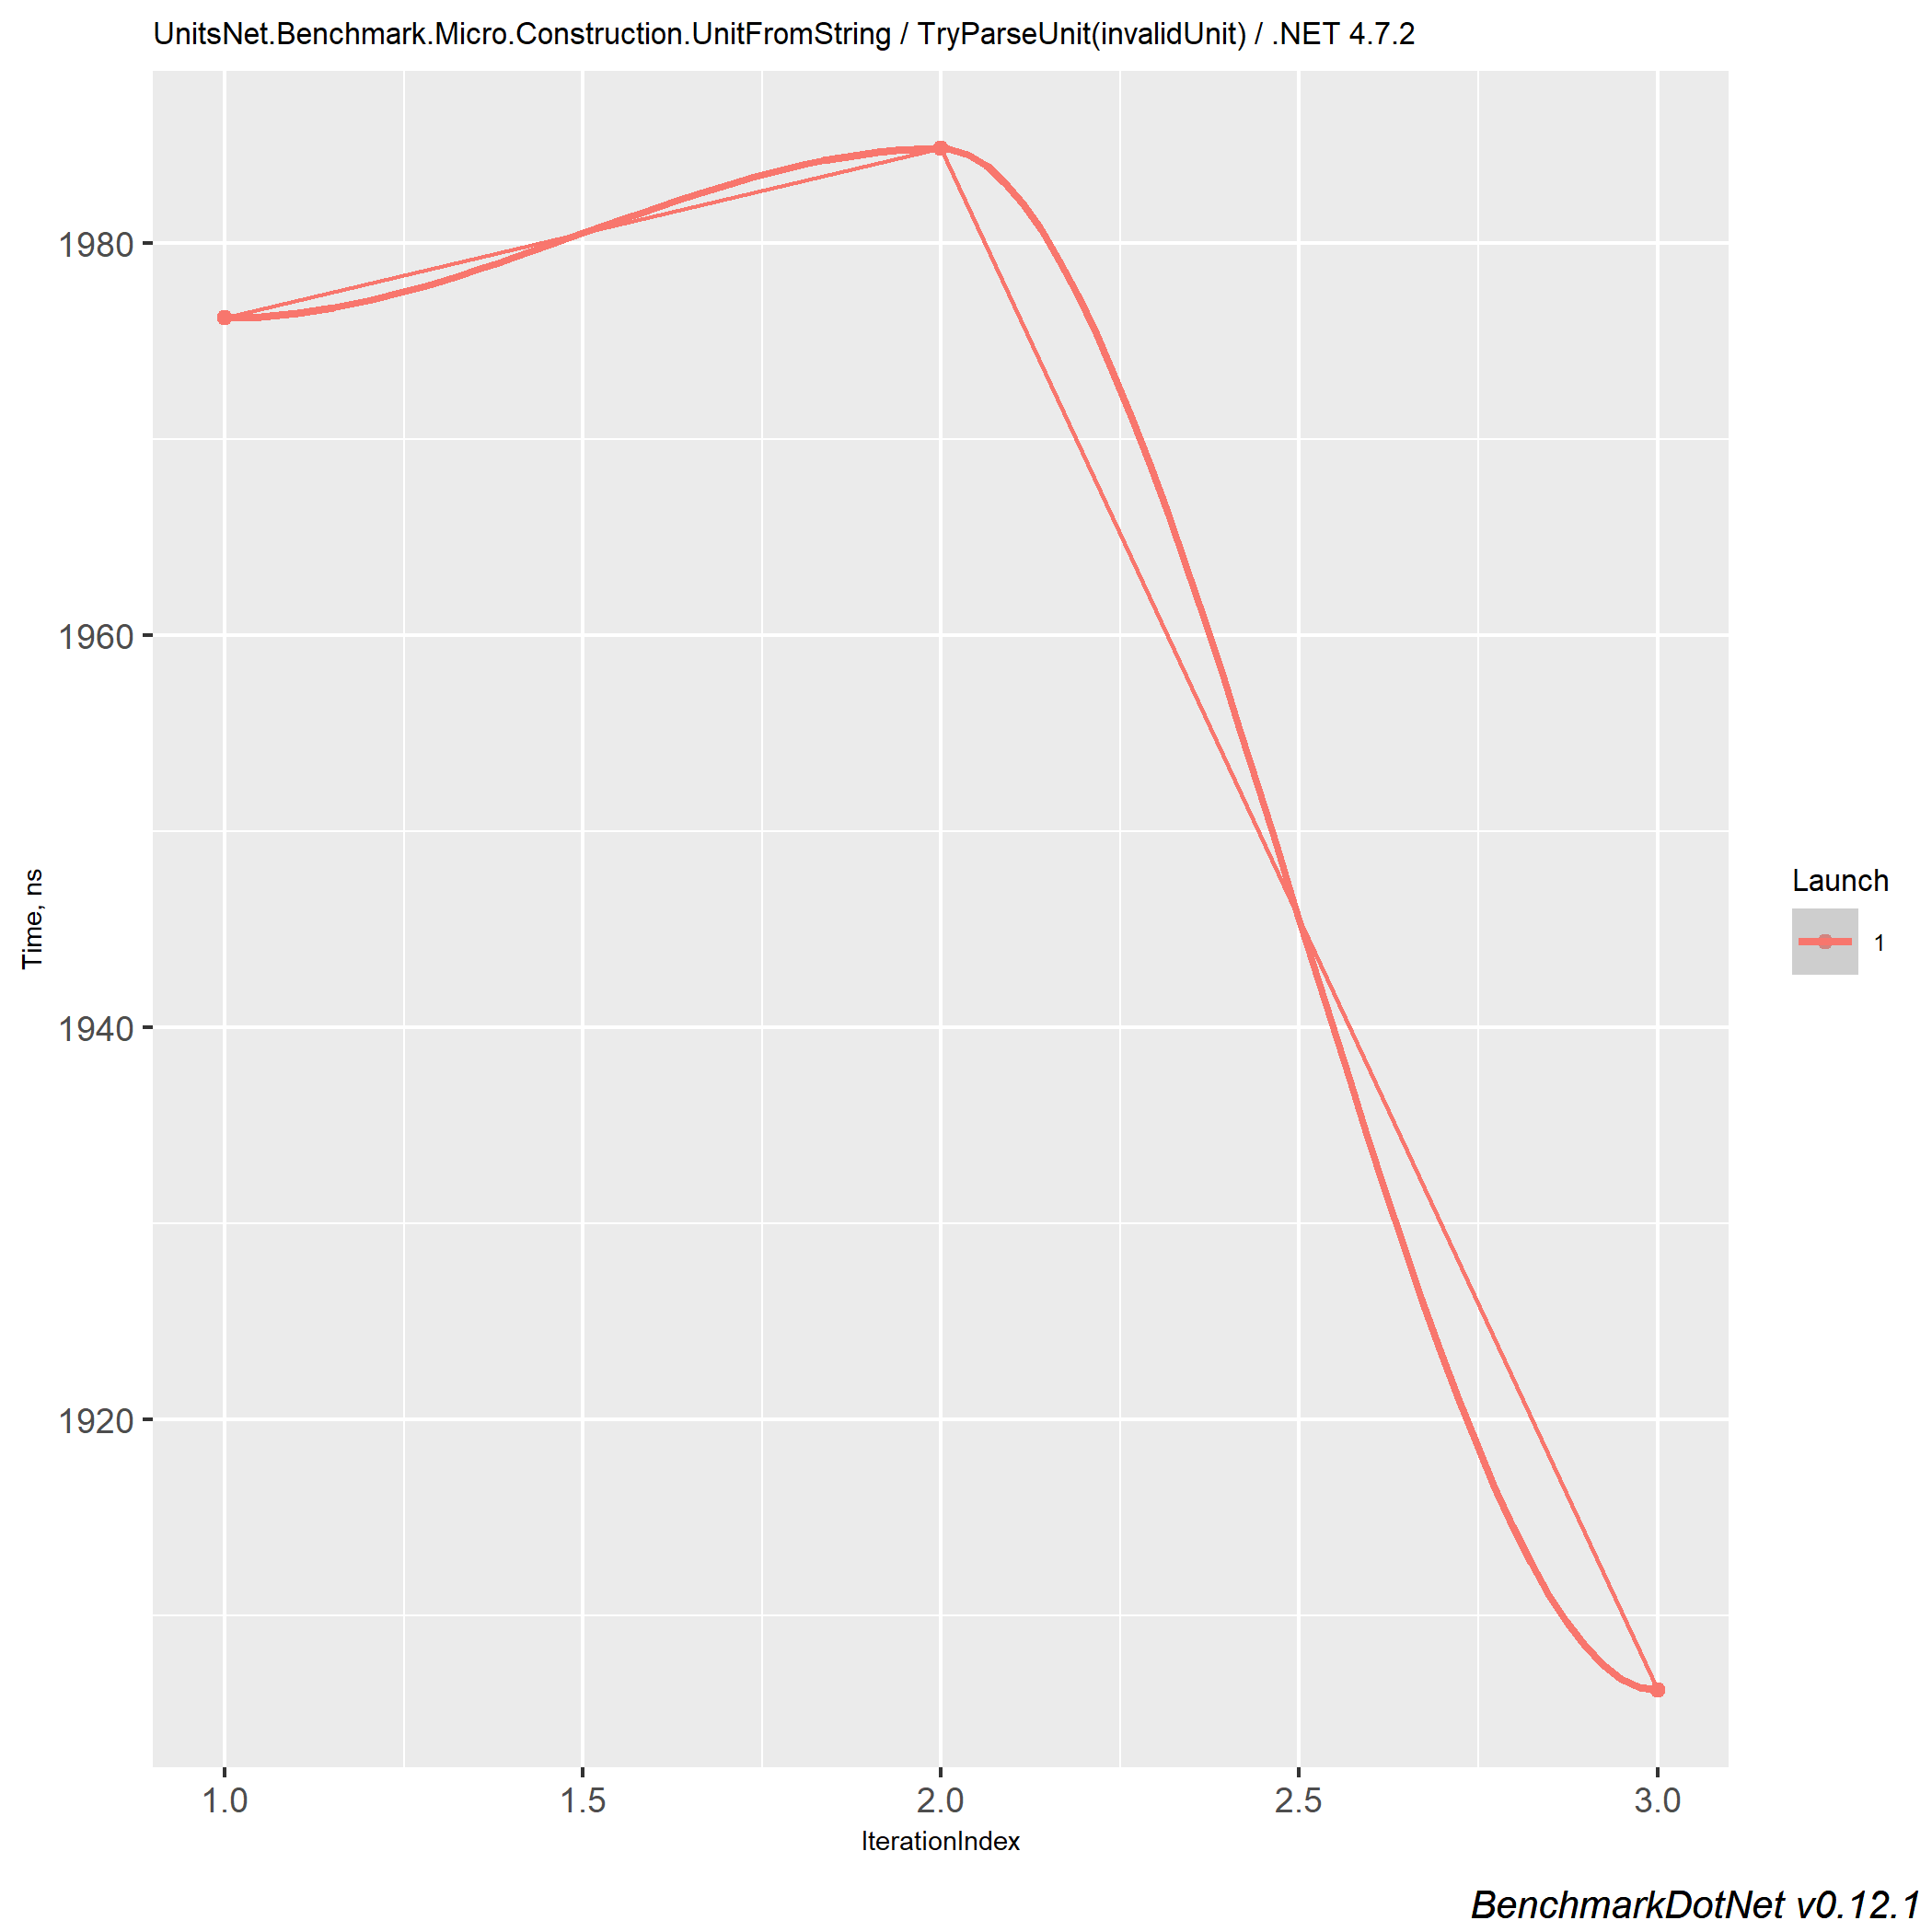 UnitsNet.Benchmark.Micro.Construction.UnitFromString / TryParseUnit(invalidUnit) / .NET 4.7.2
1980
1960
1940
1920
Time, ns
Launch
1
1.0 1.5 2.0 2.5 3.0
IterationIndex
BenchmarkDotNet v0.12.1